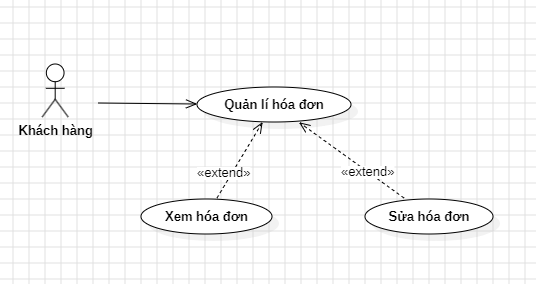 Quản lí hóa đơn
Khách hàng
«extend»
«extend»
Xem hóa đơn
Sửa hóa đơn